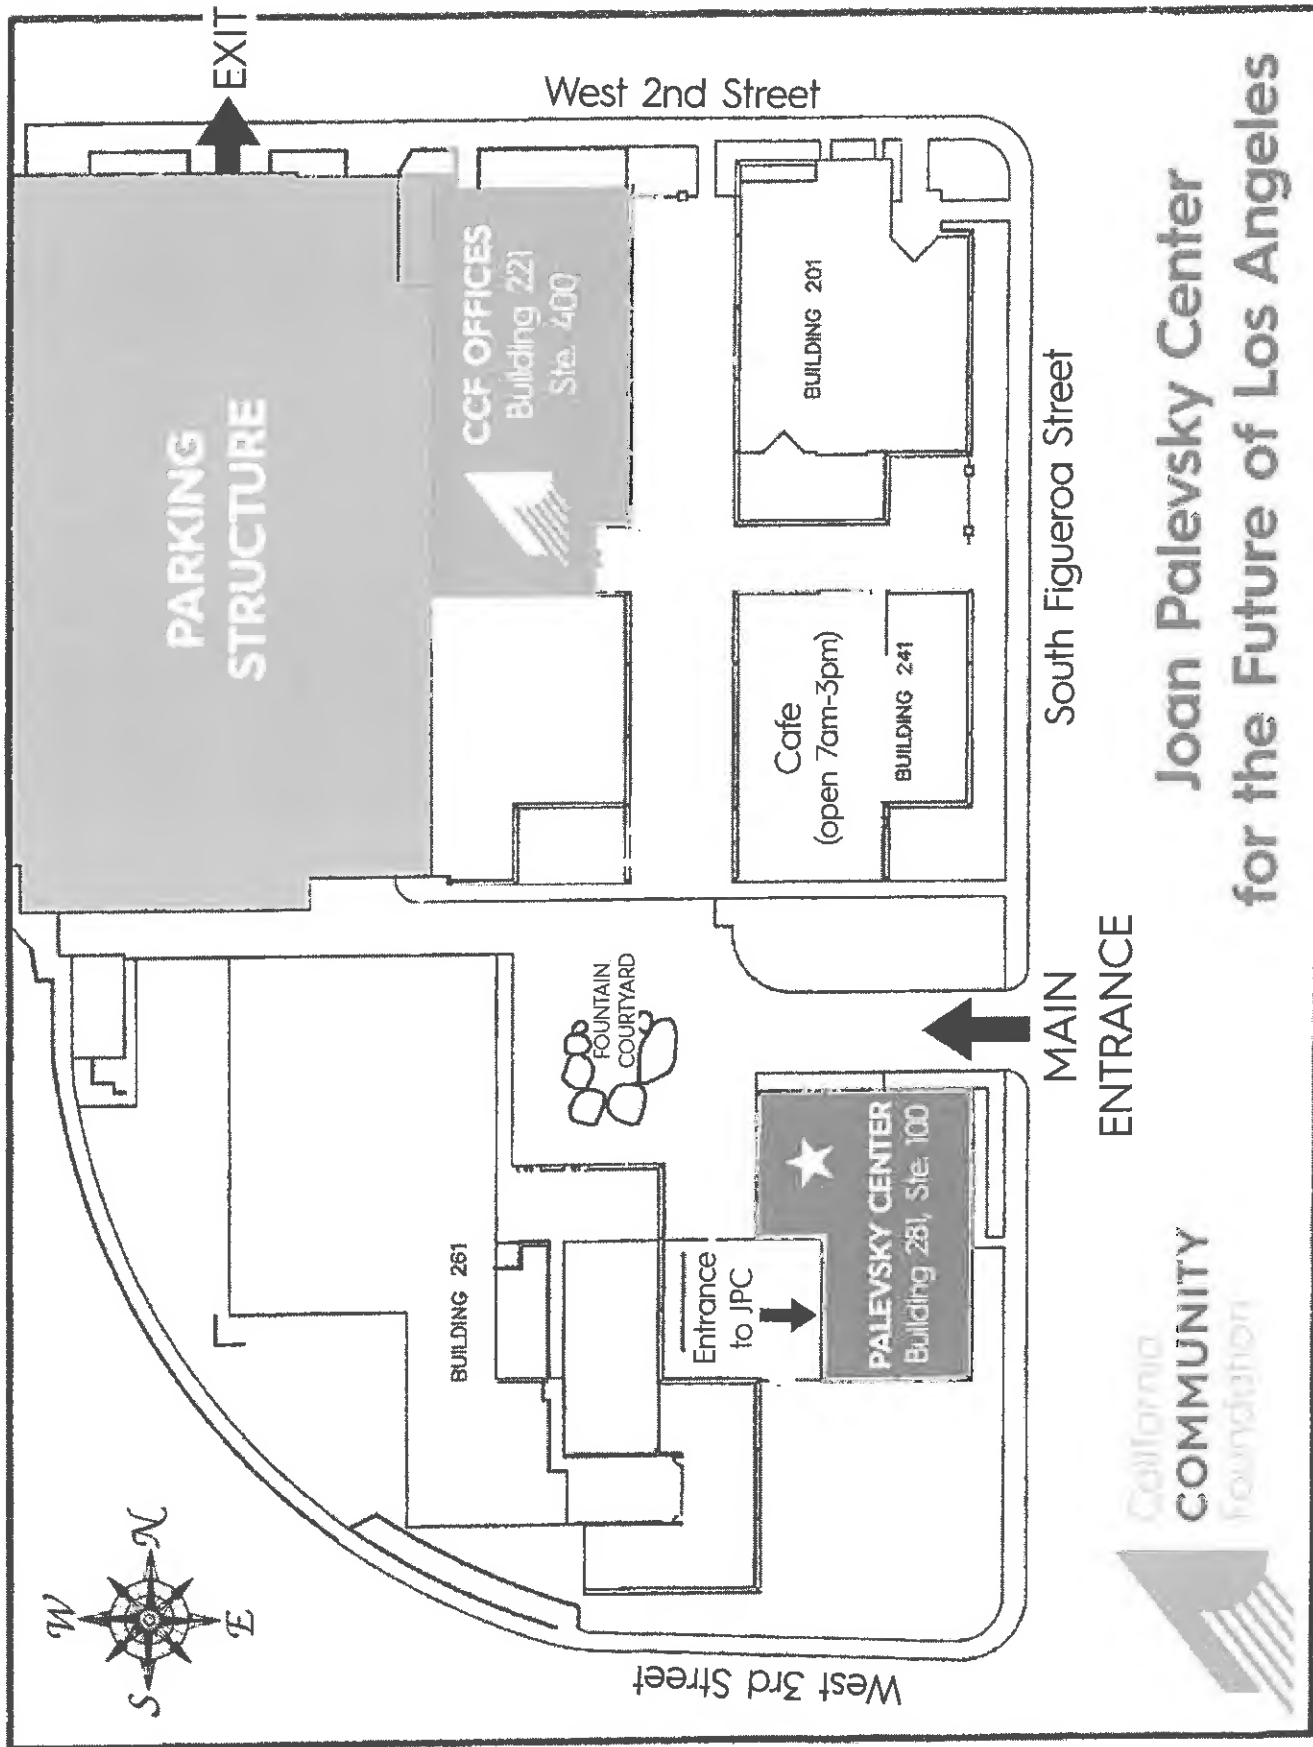 W
S
N
E
EXIT
West 2nd Street
PARKING
STRUCTURE
CCF OFFICES
Building 221
Ste. 400
BUILDING 201
Cafe
(open 7am-3pm)
BUILDING 241
South Figueroa Street
FOUNTAIN
COURTYARD
BUILDING 261
Entrance
to JPC
PALEVSKY CENTER
Building 281, Ste. 100
MAIN
ENTRANCE
West 3rd Street
California
COMMUNITY
Foundation
Joan Palevsky Center
for the Future of Los Angeles